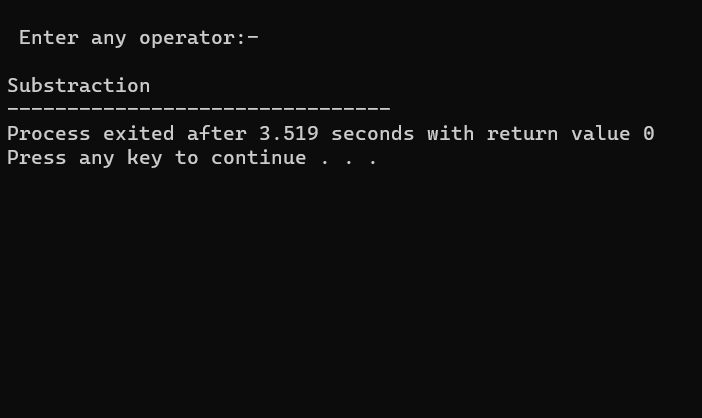 Enter any operator:-
Substraction
--------------------------------
Process exited after 3.519 seconds with return value 0
Press any key to continue . . .